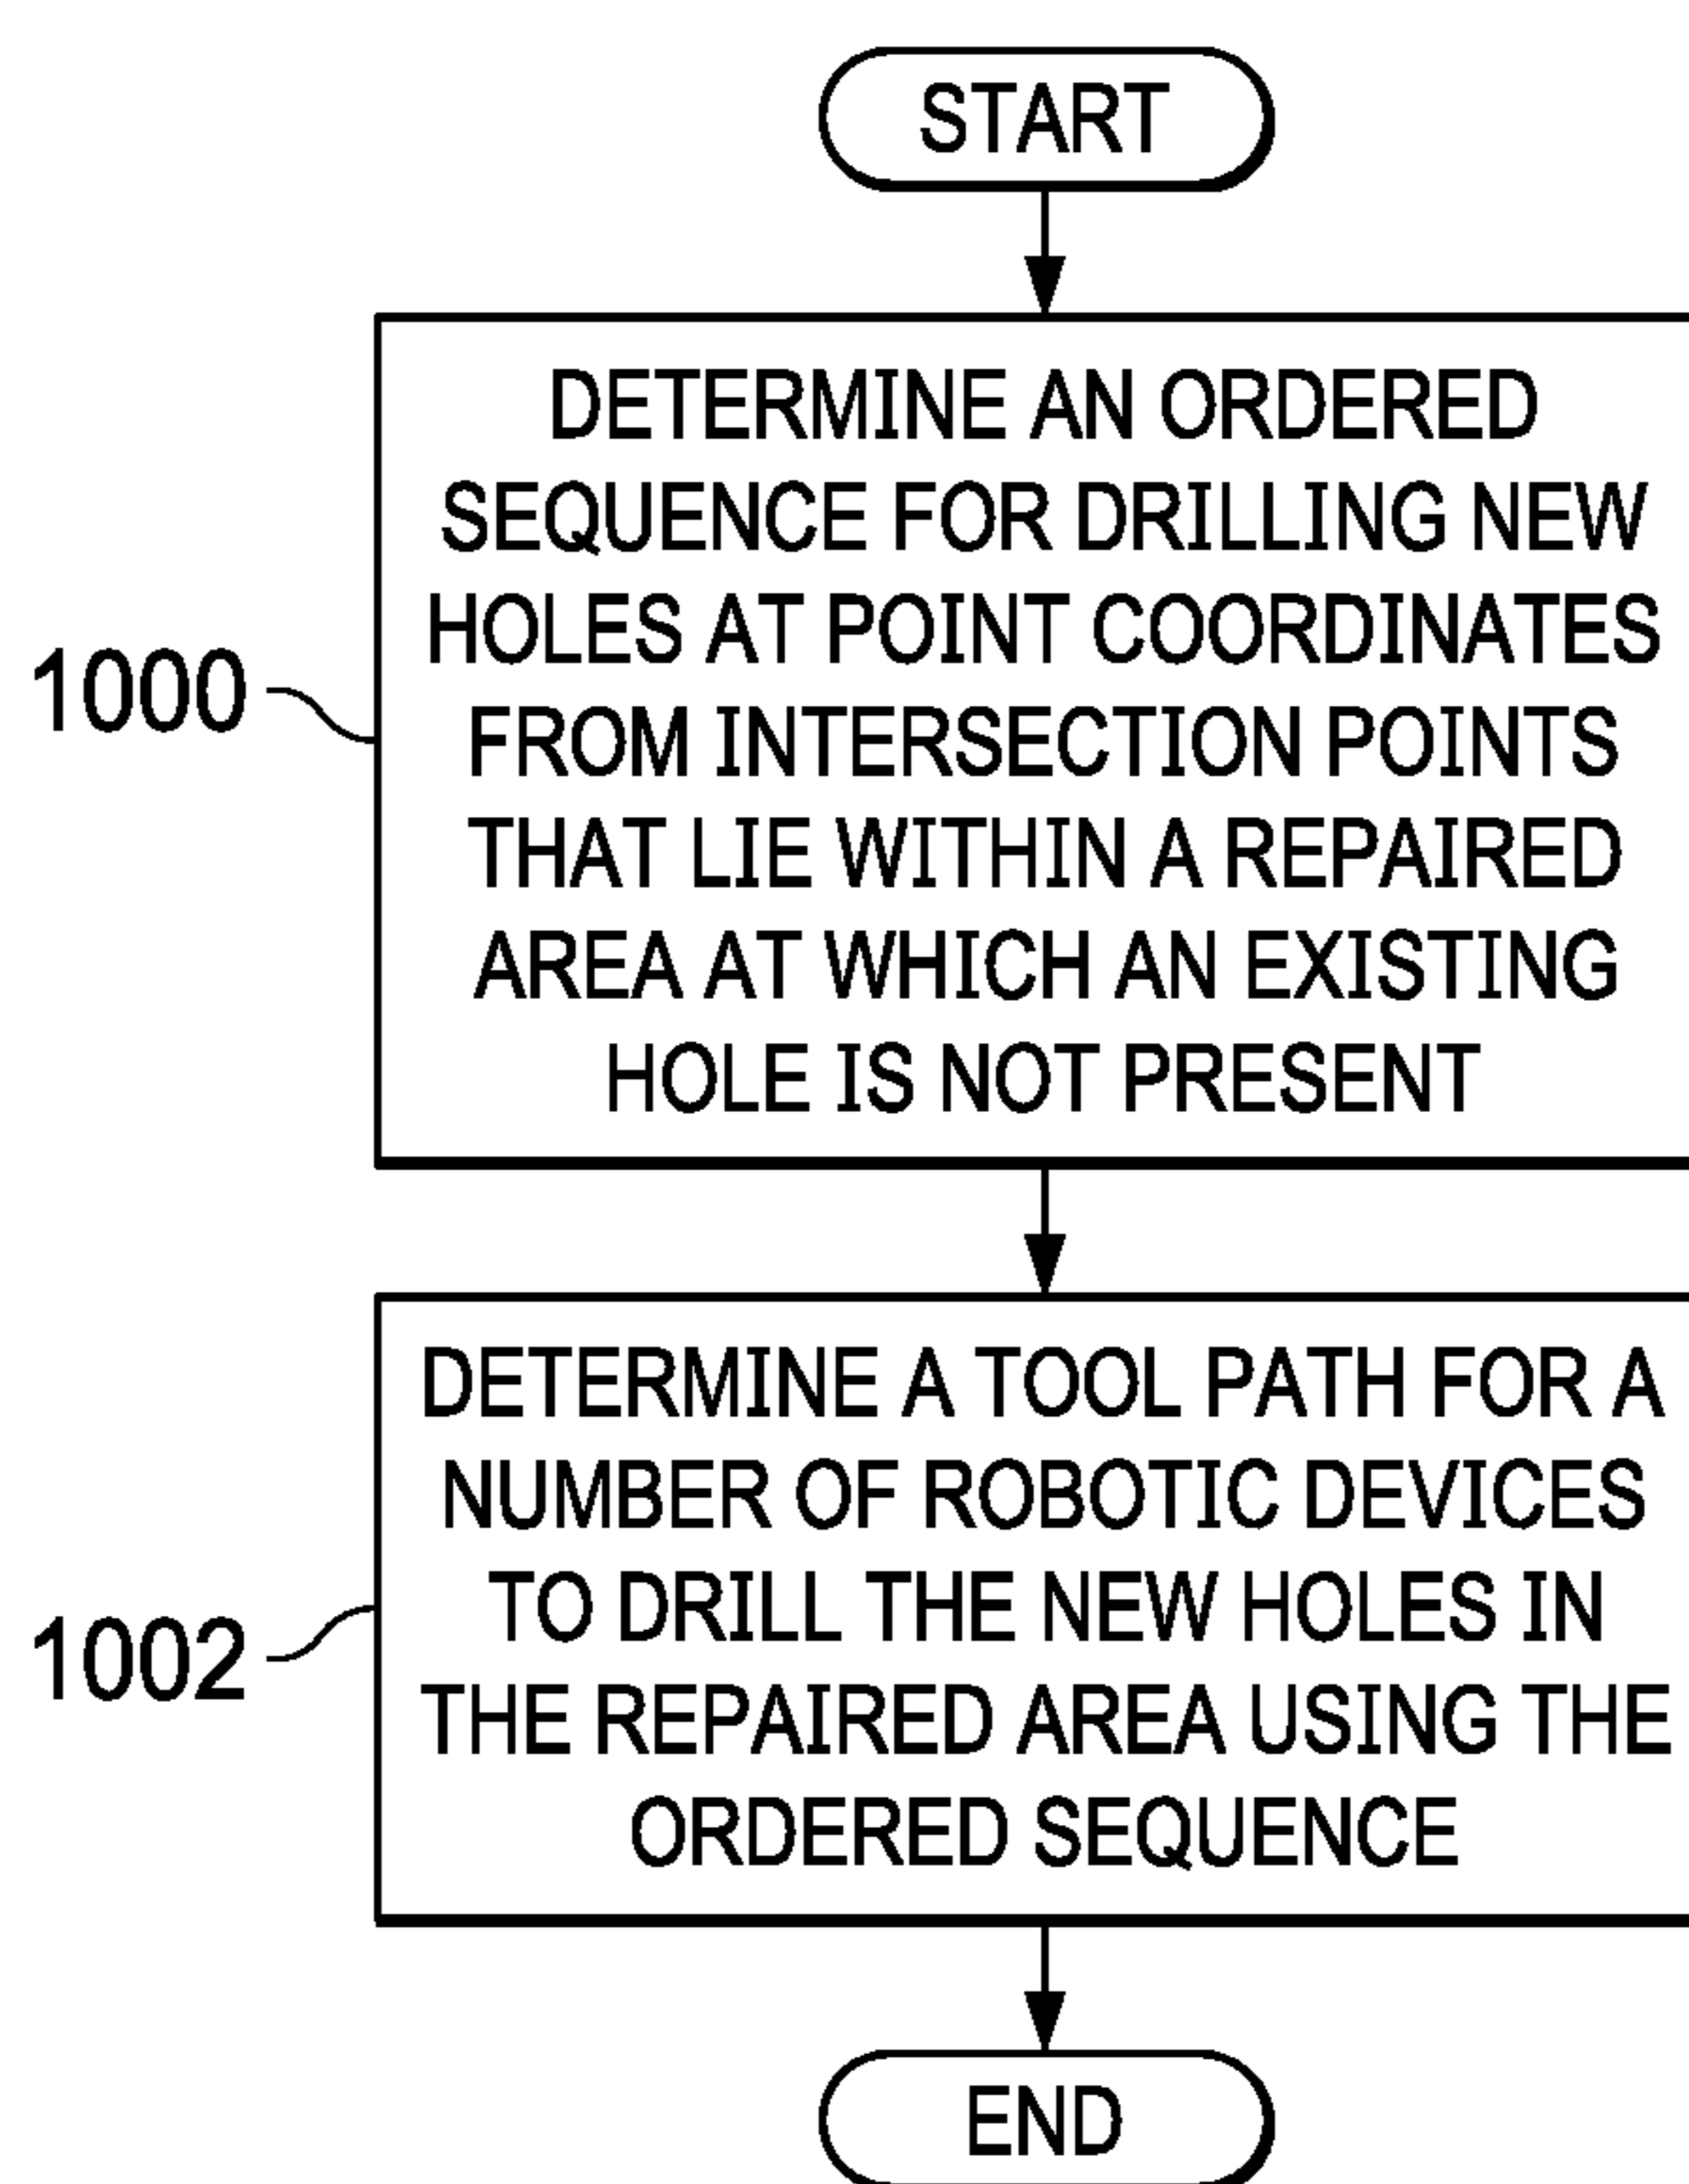 START
DETERMINE AN ORDERED
SEQUENCE FOR DRILLING NEW
HOLES AT POINT COORDINATES
FROM INTERSECTION POINTS
THAT LIE WITHIN A REPAIRED
AREA AT WHICH AN EXISTING
HOLE IS NOT PRESENT
1000
DETERMINE A TOOL PATH FOR A
NUMBER OF ROBOTIC DEVICES
TO DRILL THE NEW HOLES IN
THE REPAIRED AREA USING THE
ORDERED SEQUENCE
1002
END